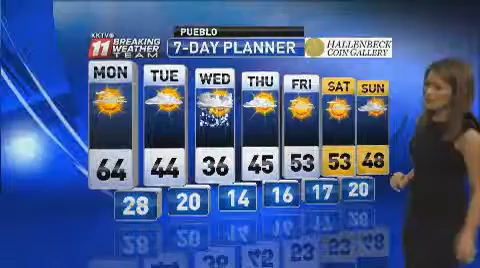 KKTV
11 BREAKING WEATHER TEAM
PUEBLO
7-DAY PLANNER
HALLENBECK COIN GALLERY
MON TUE WED THU FRI SAT SUN
64 44 36 45 53 53 48
28 20 14 16 17 20